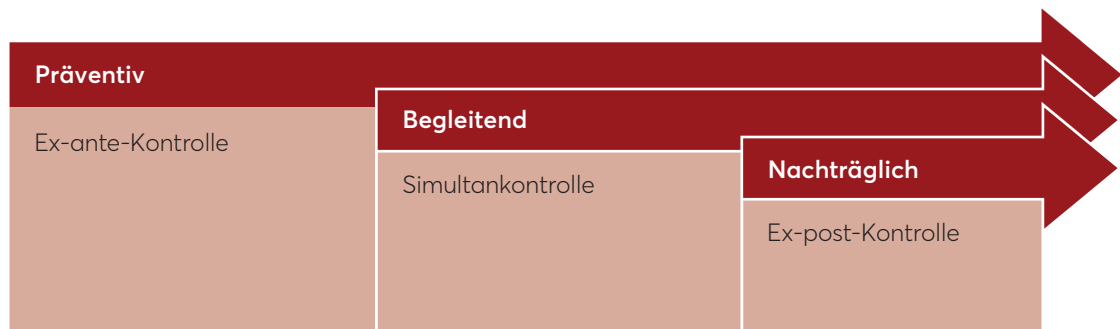 Präventiv
Ex-ante-Kontrolle
Begleitend
Simultankontrolle
Nachträglich
Ex-post-Kontrolle